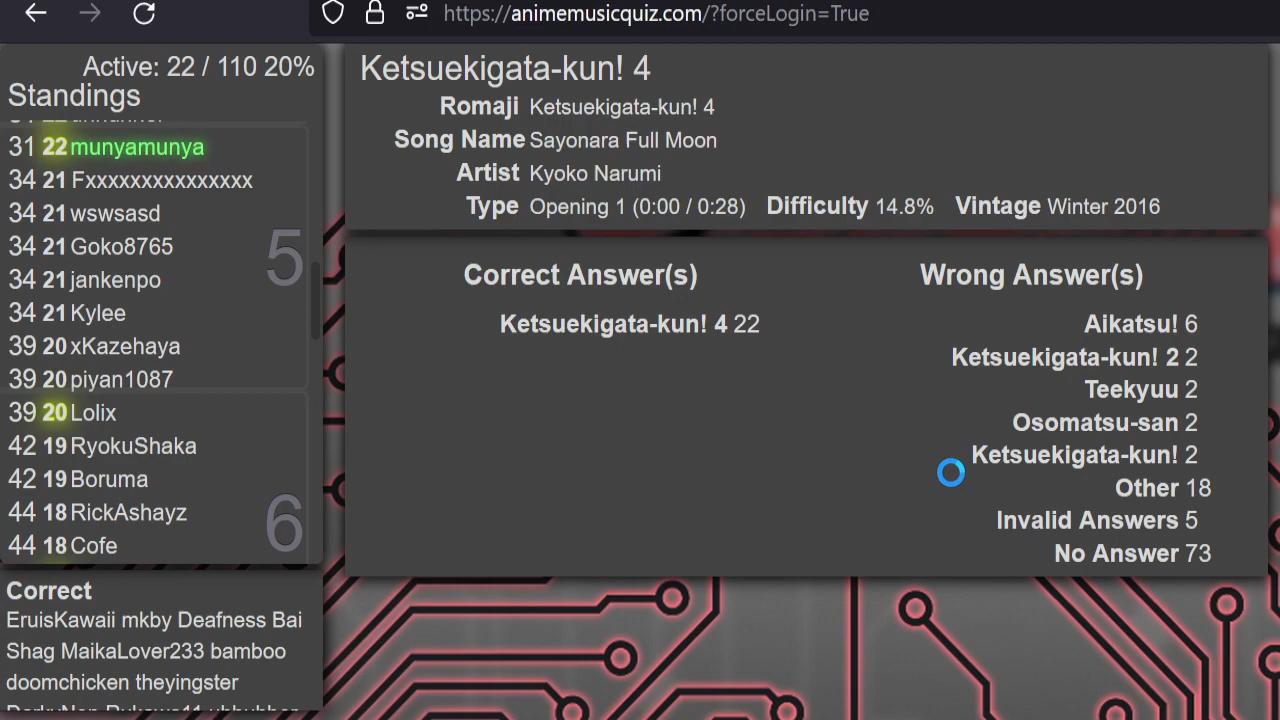 https://animemusicquiz.com/?forceLogin=True
Active: 22 / 110 20%
Standings
31 22 munyamunya
34 21 Fxxxxxxxxxxxxxxx
34 21 wswsasd
34 21 Goko8765
34 21 jankenpo
34 21 Kylee
39 20 xKazehaya
39 20 piyan1087
5
39 20 Lolix
42 19 RyokuShaka
42 19 Boruma
44 18 RickAshayz
44 18 Cofe
6
Correct
EruisKawaii mkby Deafness Bai
Shag MaikaLover233 bamboo
doomchicken theyingster
Ketsuekigata-kun! 4
Romaji Ketsuekigata-kun! 4
Song Name Sayonara Full Moon
Artist Kyoko Narumi
Type Opening 1 (0:00 / 0:28) Difficulty 14.8% Vintage Winter 2016
Correct Answer(s)
Ketsuekigata-kun! 4 22
Wrong Answer(s)
Aikatsu! 6
Ketsuekigata-kun! 2 2
Teekyuu 2
Osomatsu-san 2
Ketsuekigata-kun! 2
Other 18
Invalid Answers 5
No Answer 73